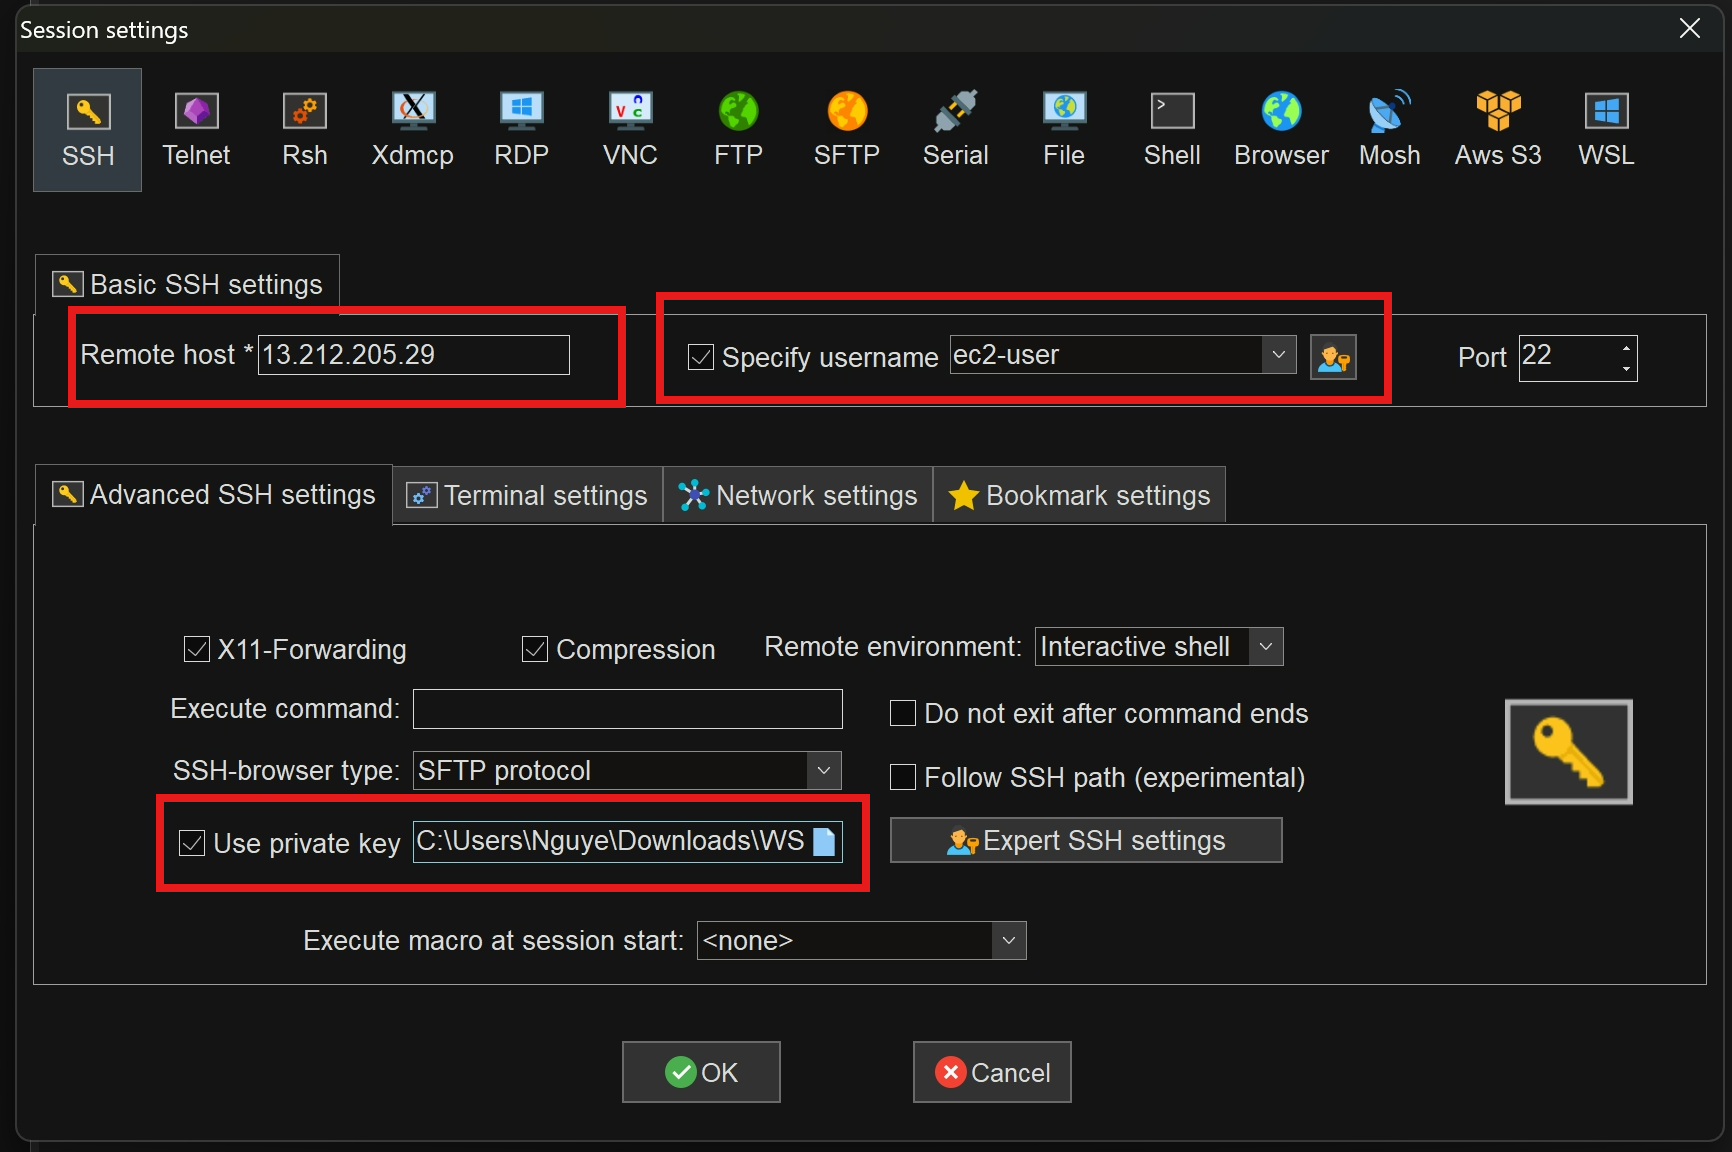 Session settings
SSH Telnet Rsh Xdmcp RDP VNC FTP SFTP Serial File Shell Browser Mosh Aws S3 WSL
Basic SSH settings
Remote host * 13.212.205.29 Specify username ec2-user Port 22
Advanced SSH settings Terminal settings Network settings Bookmark settings
X11-Forwarding Compression Remote environment: Interactive shell
Execute command: Do not exit after command ends
SSH-browser type: SFTP protocol Follow SSH path (experimental)
Use private key C:\Users\Nguye\Downloads\WS Expert SSH settings
Execute macro at session start: <none>
OK Cancel